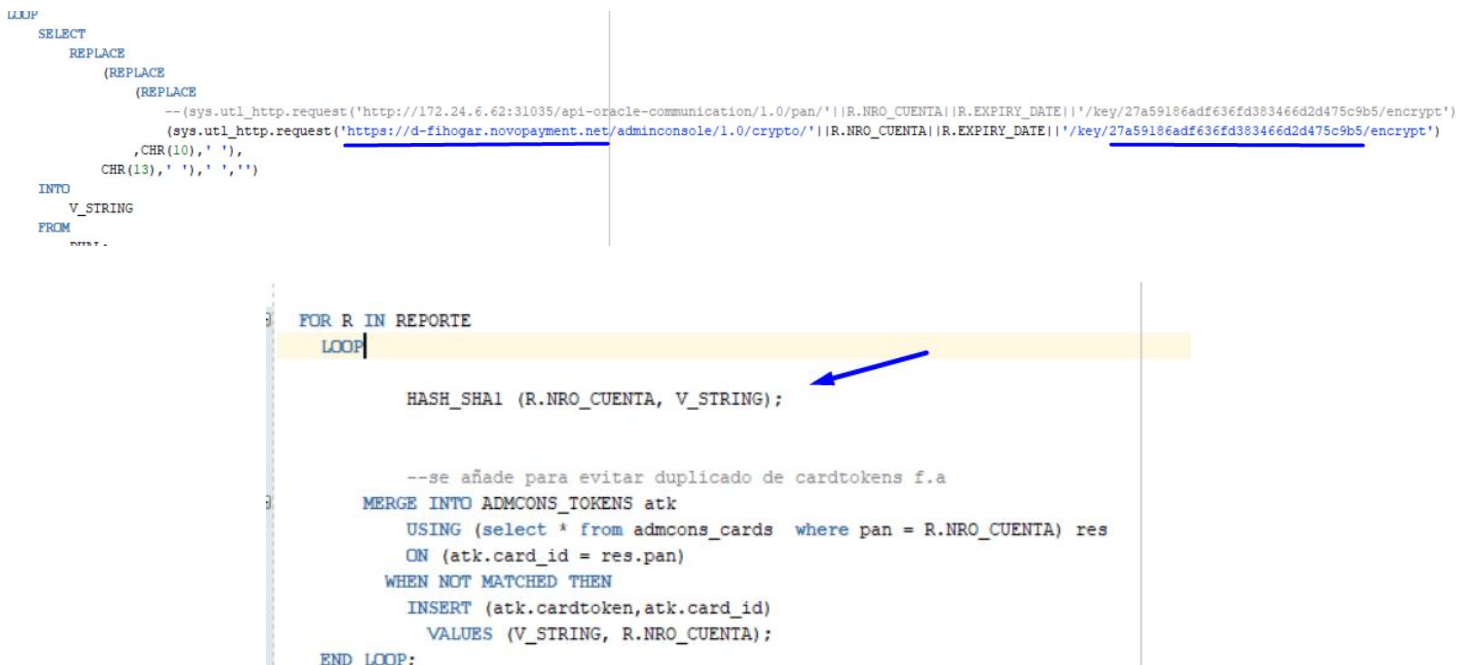 LOOP
SELECT
REPLACE
(REPLACE
(REPLACE
--(sys.utl_http.request('http://172.24.6.62:31035/api-oracle-communication/1.0/pan/'||R.NRO_CUENTA||R.EXPIRY_DATE||'/key/27a59186adf636fd383466d2d475c9b5/encrypt')
(sys.utl_http.request('https://d-fihogar.novopayment.net/adminconsole/1.0/crypto/'||R.NRO_CUENTA||R.EXPIRY_DATE||'/key/27a59186adf636fd383466d2d475c9b5/encrypt')
,CHR(10),' '),
CHR(13),' '),' ','')
INTO
V_STRING
FROM
DUAL;
FOR R IN REPORTE
LOOP
HASH_SHA1 (R.NRO_CUENTA, V_STRING);
--se añade para evitar duplicado de cardtokens f.a
MERGE INTO ADMCONS_TOKENS atk
USING (select * from admcons_cards where pan = R.NRO_CUENTA) res
ON (atk.card_id = res.pan)
WHEN NOT MATCHED THEN
INSERT (atk.cardtoken,atk.card_id)
VALUES (V_STRING, R.NRO_CUENTA);
END LOOP;